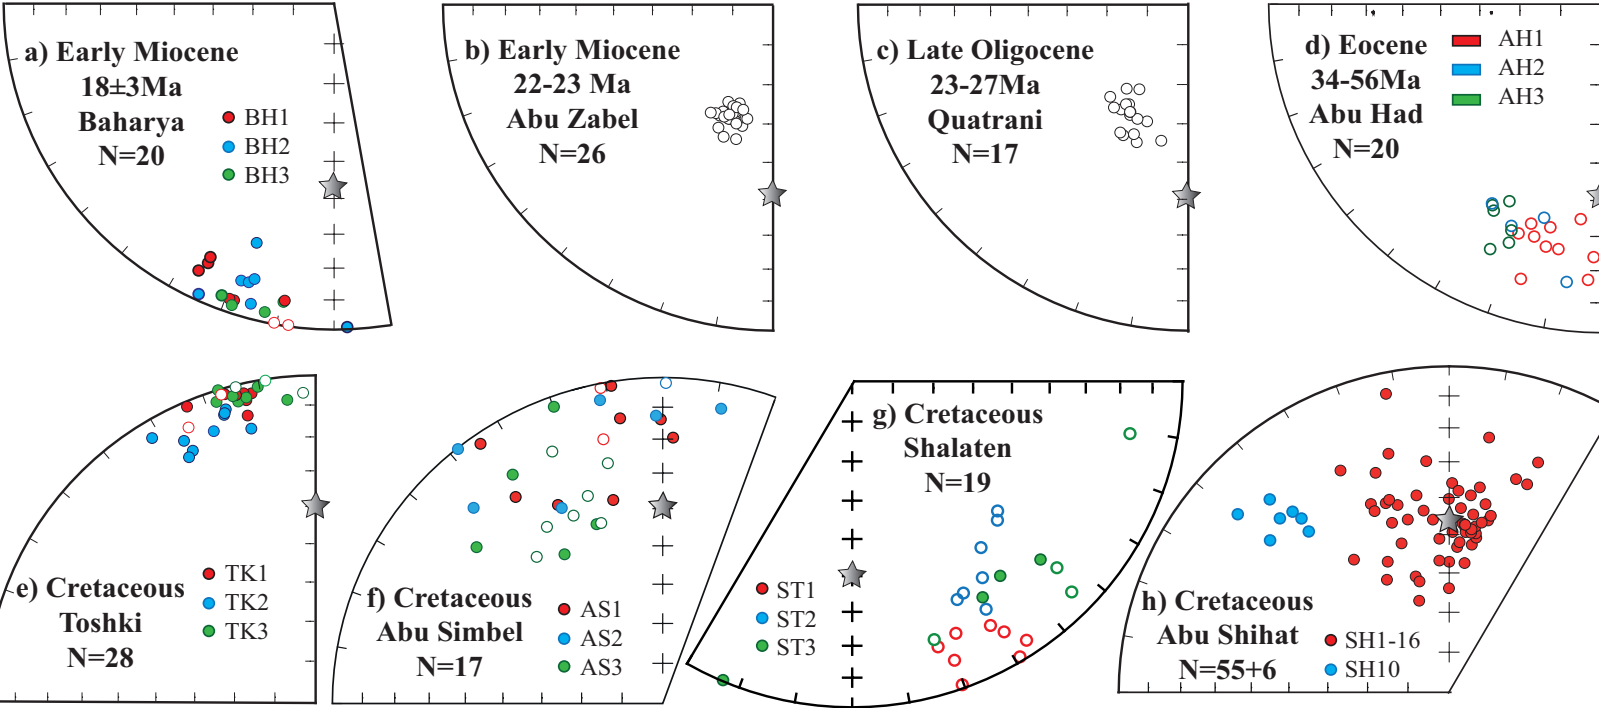 a) Early Miocene
18±3Ma
Baharya
N=20
BH1
BH2
BH3
b) Early Miocene
22-23 Ma
Abu Zabel
N=26
c) Late Oligocene
23-27Ma
Quatrani
N=17
d) Eocene
34-56Ma
Abu Had
N=20
AH1
AH2
AH3
e) Cretaceous
Toshki
N=28
TK1
TK2
TK3
f) Cretaceous
Abu Simbel
N=17
AS1
AS2
AS3
g) Cretaceous
Shalaten
N=19
ST1
ST2
ST3
h) Cretaceous
Abu Shihat
N=55+6
SH1-16
SH10